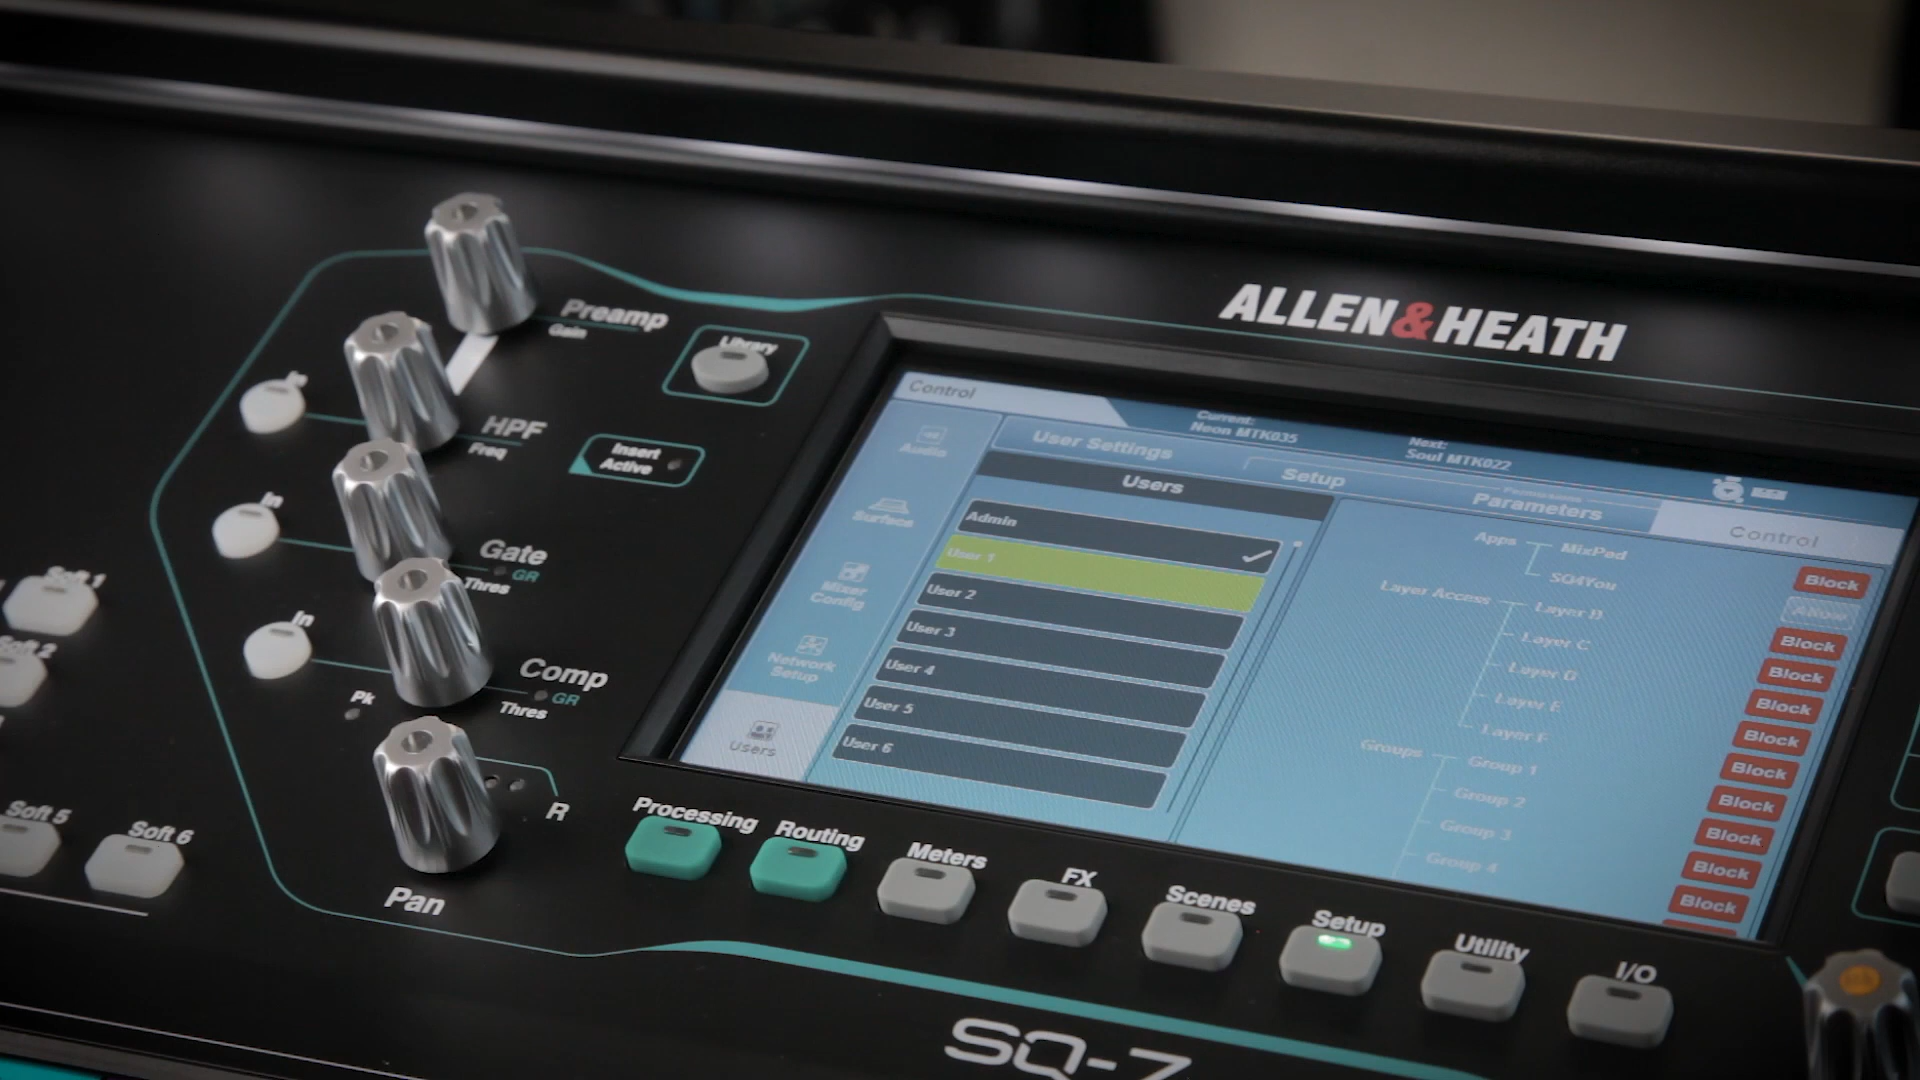 ALLEN&HEATH
Preamp
Gain
Library
In
HPF
Freq
Insert
Active
In
Gate
GR
Thres
In
Comp
GR
Thres
Pk
R
Pan
Soft 1
Soft 2
Soft 5
Soft 6
Control
Current:
Neon MTK035
Next:
Soul MTK022
Audio
Surface
Mixer
Config
Network
Setup
Users
User Settings
Setup
Permissions
Parameters
Control
Users
Admin
User 1
User 2
User 3
User 4
User 5
User 6
Apps
MixPad
Block
SQ4You
Allow
Layer Access
Layer B
Block
Layer C
Block
Layer D
Block
Layer E
Block
Layer F
Block
Groups
Group 1
Block
Group 2
Block
Group 3
Block
Group 4
Block
Processing
Routing
Meters
FX
Scenes
Setup
Utility
I/O
SQ-7